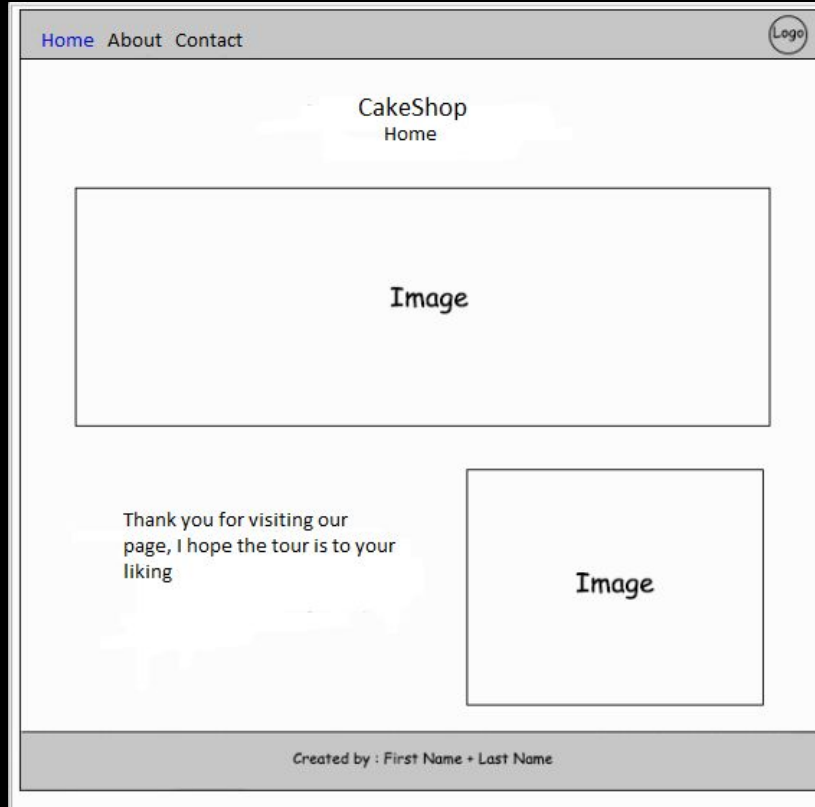 Home About Contact Logo
CakeShop
Home
Image
Thank you for visiting our
page, I hope the tour is to your
liking
Image
Created by : First Name + Last Name